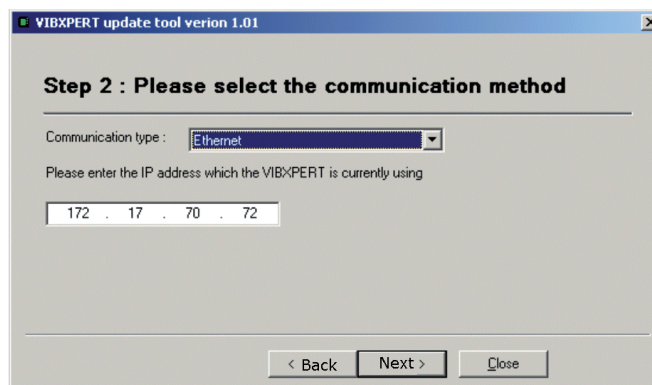 VIBXPERT update tool verion 1.01
Step 2 : Please select the communication method
Communication type :
Ethernet
Please enter the IP address which the VIBXPERT is currently using
172 . 17 . 70 . 72
< Back Next > Close